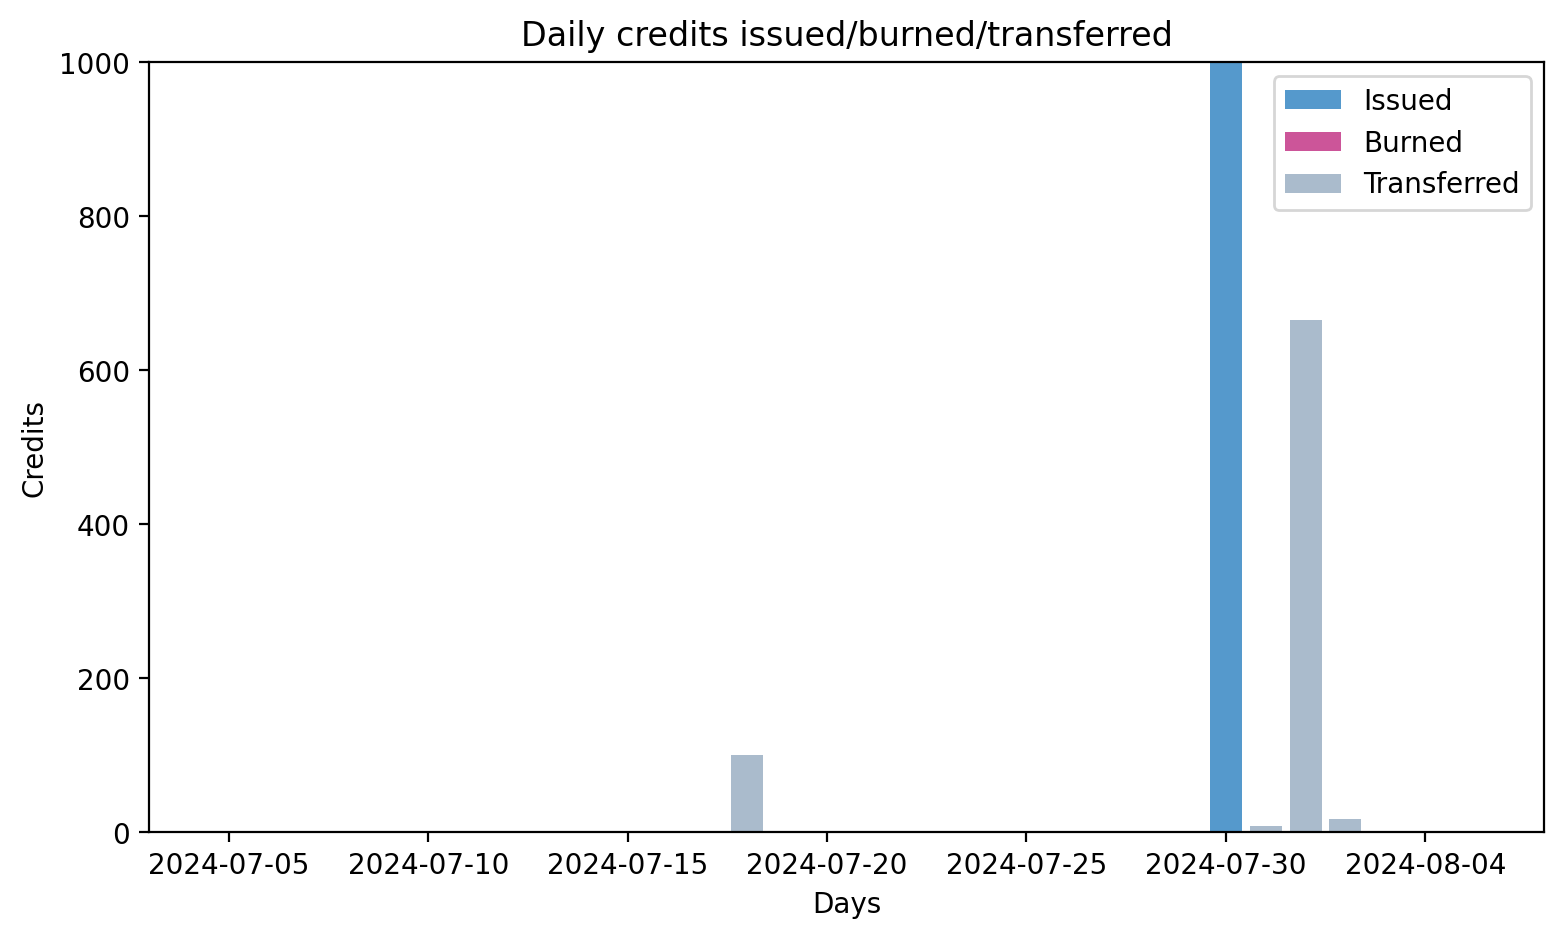 Daily credits issued/burned/transferred
1000
800
600
400
200
0
Credits
Issued
Burned
Transferred
2024-07-05
2024-07-10
2024-07-15
2024-07-20
2024-07-25
2024-07-30
2024-08-04
Days